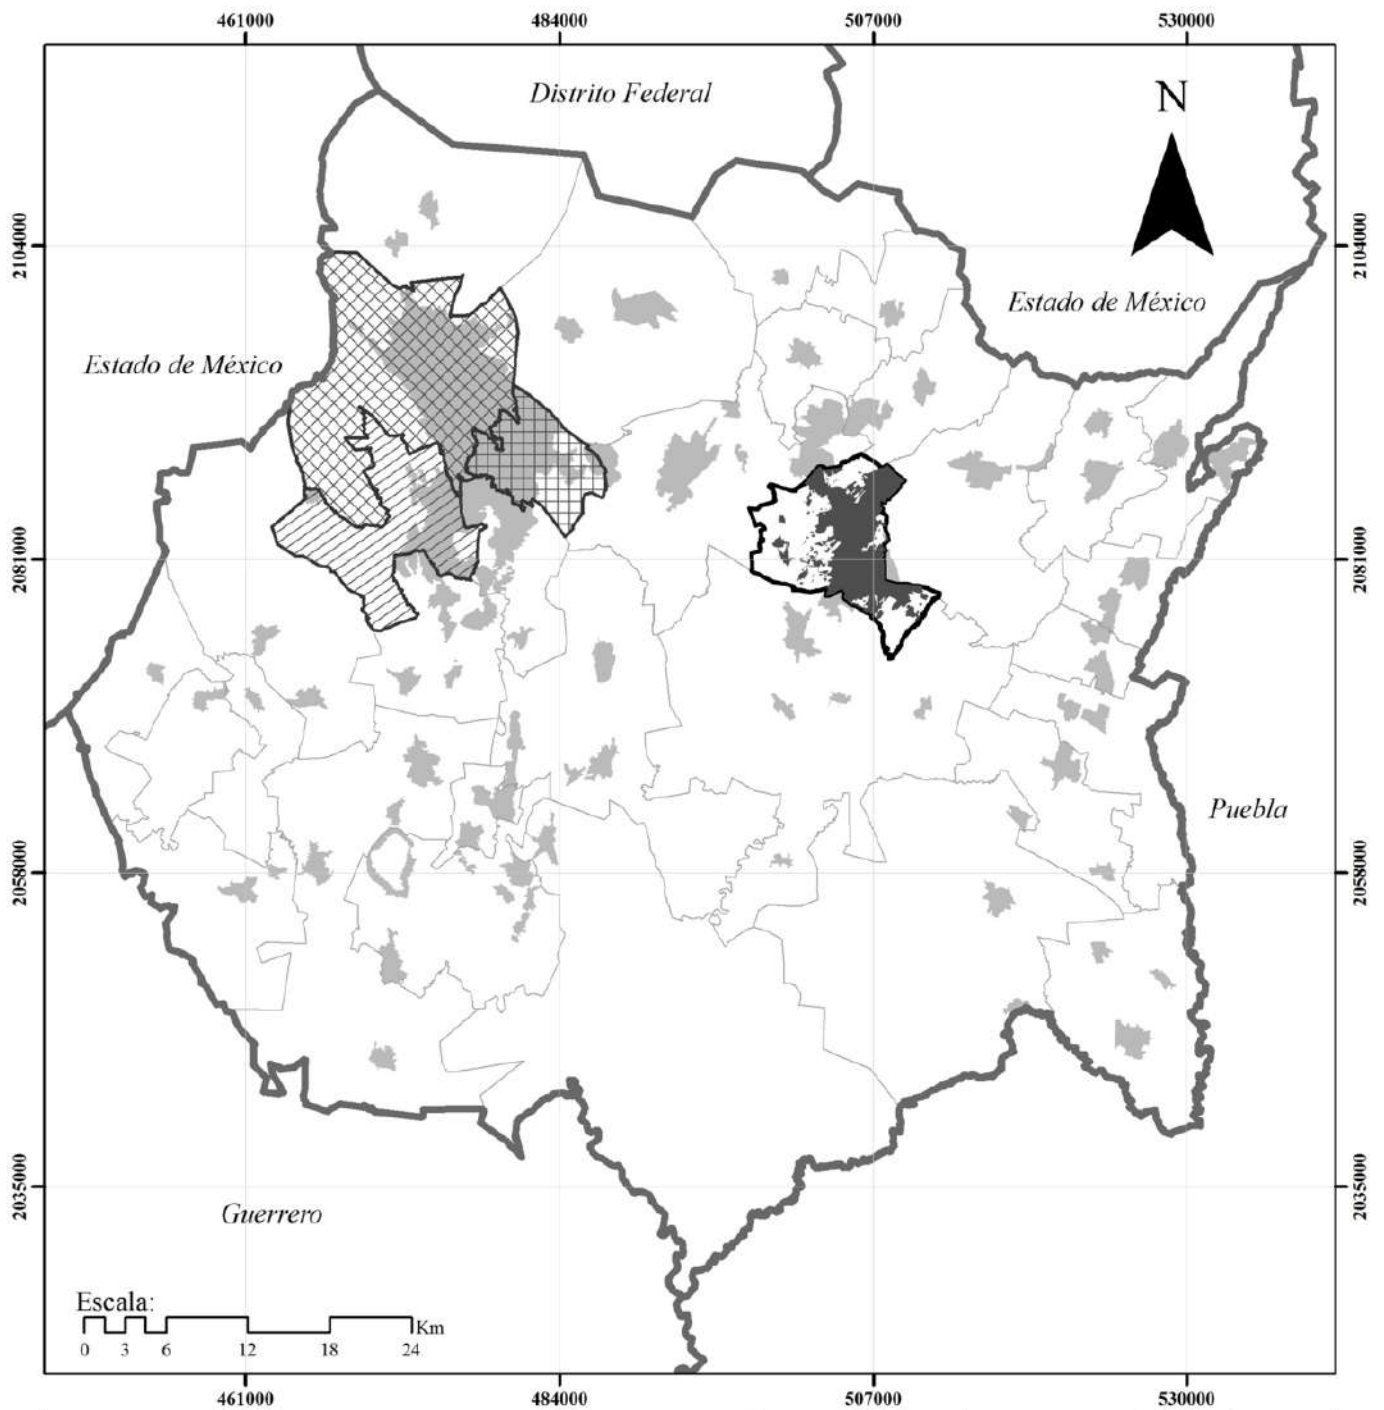 461000 484000 507000 530000
Distrito Federal
N
2104000 2104000
Estado de México
Estado de México
2081000 2081000
Puebla
2058000 2058000
2035000 2035000
Guerrero
Escala:
Km
0 3 6 12 18 24
461000 484000 507000 530000